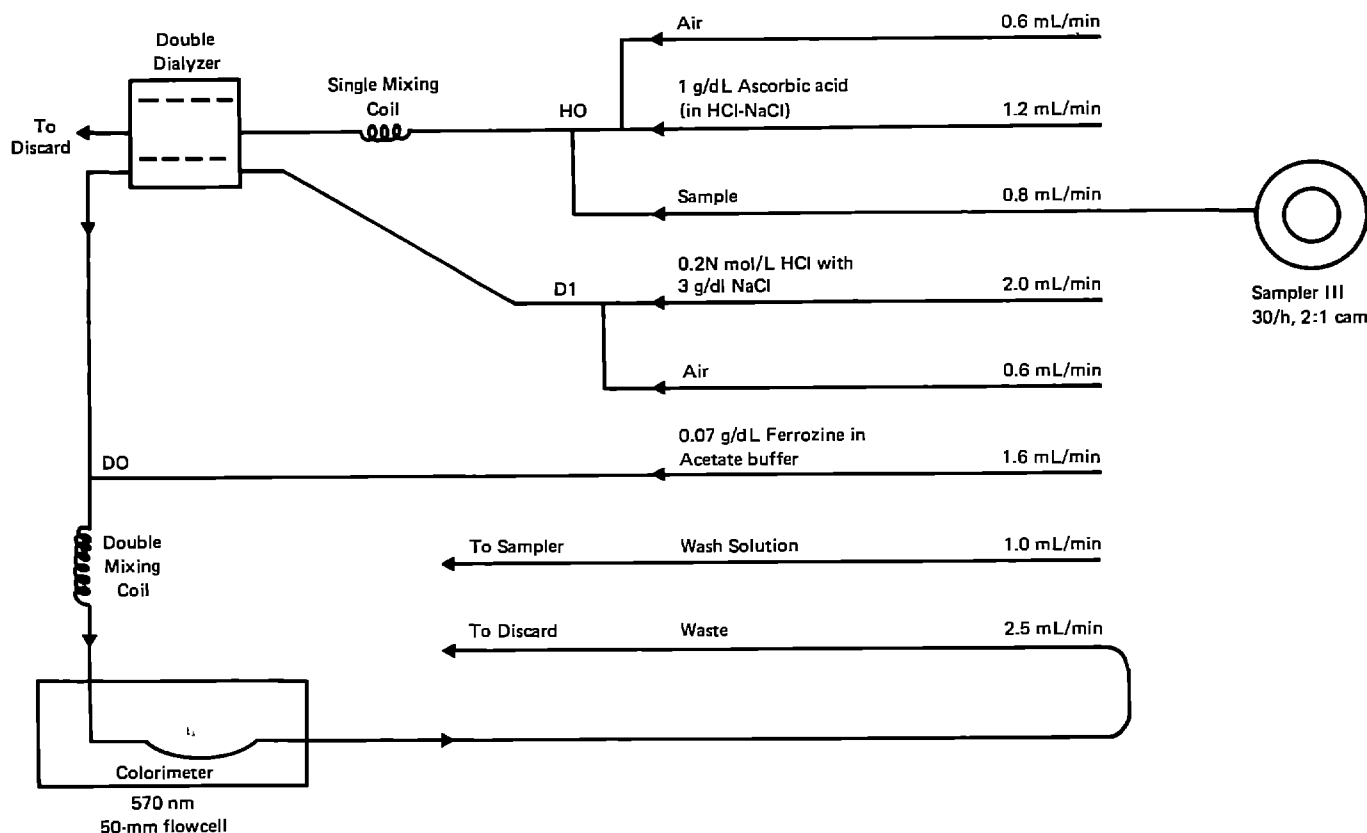 Air 0.6 mL/min
Double
Dialyzer
Single Mixing
Coil
1 g/dL Ascorbic acid
(in HCl-NaCl) 1.2 mL/min
HO
To
Discard
Sample 0.8 mL/min
0.2N mol/L HCl with
3 g/dl NaCl 2.0 mL/min
D1
Sampler III
30/h, 2:1 cam
Air 0.6 mL/min
0.07 g/dL Ferrozine in
Acetate buffer 1.6 mL/min
DO
Double
Mixing
Coil
To Sampler Wash Solution 1.0 mL/min
To Discard Waste 2.5 mL/min
Colorimeter
570 nm
50-mm flowcell